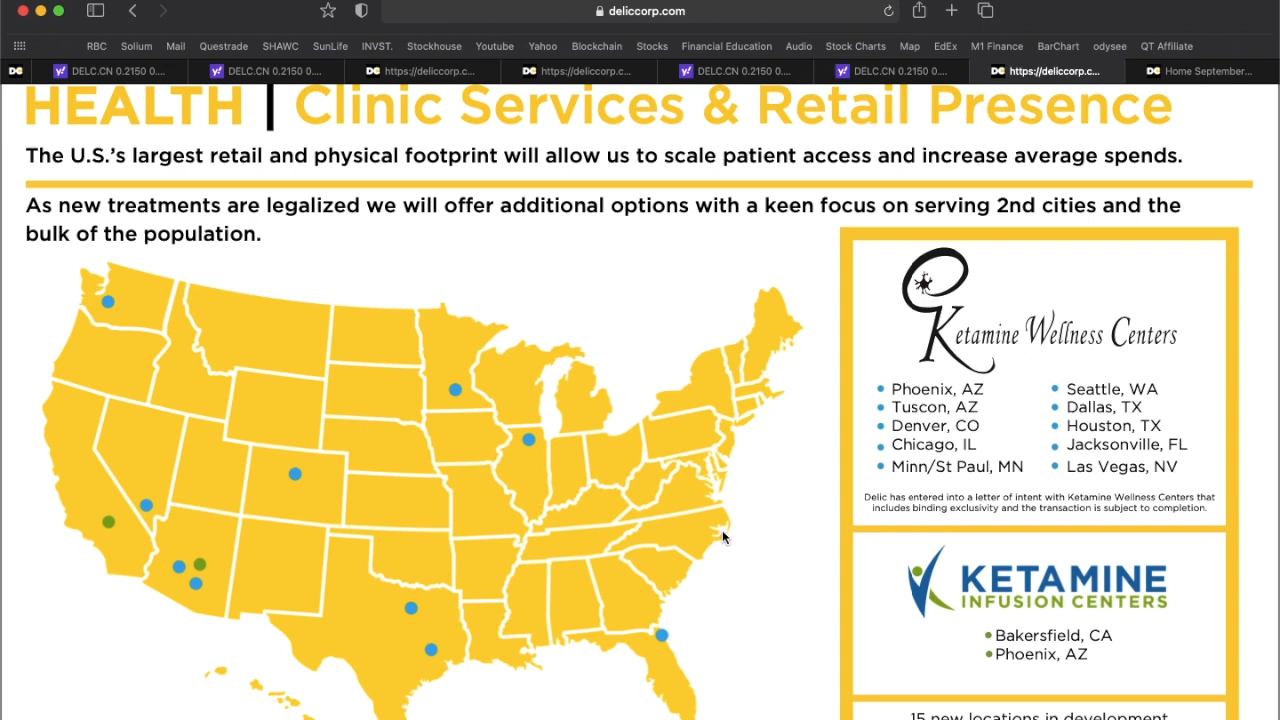 deliccorp.com
RBC Solium Mail Questrade SHAWC SunLife INVST. Stockhouse Youtube Yahoo Blockchain Stocks Financial Education Audio Stock Charts Map EdEx M1 Finance BarChart odysee QT Affiliate
DELC.CN 0.2150 0.... DELC.CN 0.2150 0.... https://deliccorp.c... https://deliccorp.c... DELC.CN 0.2150 0.... DELC.CN 0.2150 0.... https://deliccorp.c... Home September...
HEALTH | Clinic Services & Retail Presence
The U.S.'s largest retail and physical footprint will allow us to scale patient access and increase average spends.
As new treatments are legalized we will offer additional options with a keen focus on serving 2nd cities and the
bulk of the population.
Ketamine Wellness Centers
• Phoenix, AZ
• Tuscon, AZ
• Denver, CO
• Chicago, IL
• Minn/St Paul, MN
• Seattle, WA
• Dallas, TX
• Houston, TX
• Jacksonville, FL
• Las Vegas, NV
Delic has entered into a letter of intent with Ketamine Wellness Centers that
includes binding exclusivity and the transaction is subject to completion.
KETAMINE
INFUSION CENTERS
• Bakersfield, CA
• Phoenix, AZ
15 new locations in development